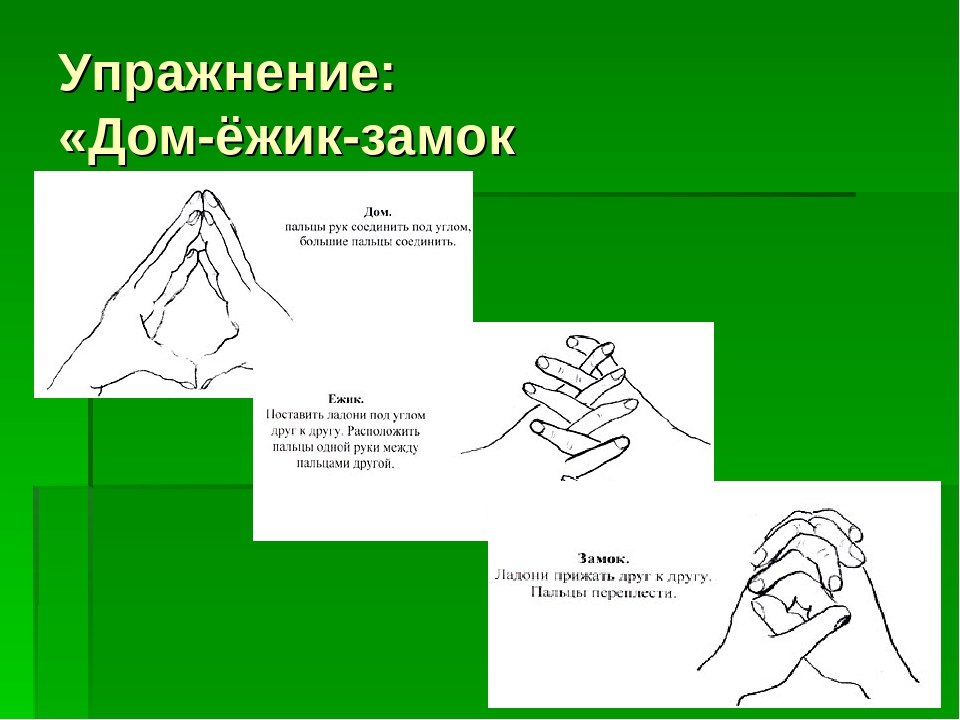 Упражнение:
«Дом-ёжик-замок
Дом.
пальцы рук соединить под углом,
большие пальцы соединить.
Ежик.
Поставить ладони под углом
друг к другу. Расположить
пальцы одной руки между
пальцами другой.
Замок.
Ладони прижать друг к другу.
Пальцы переплести.